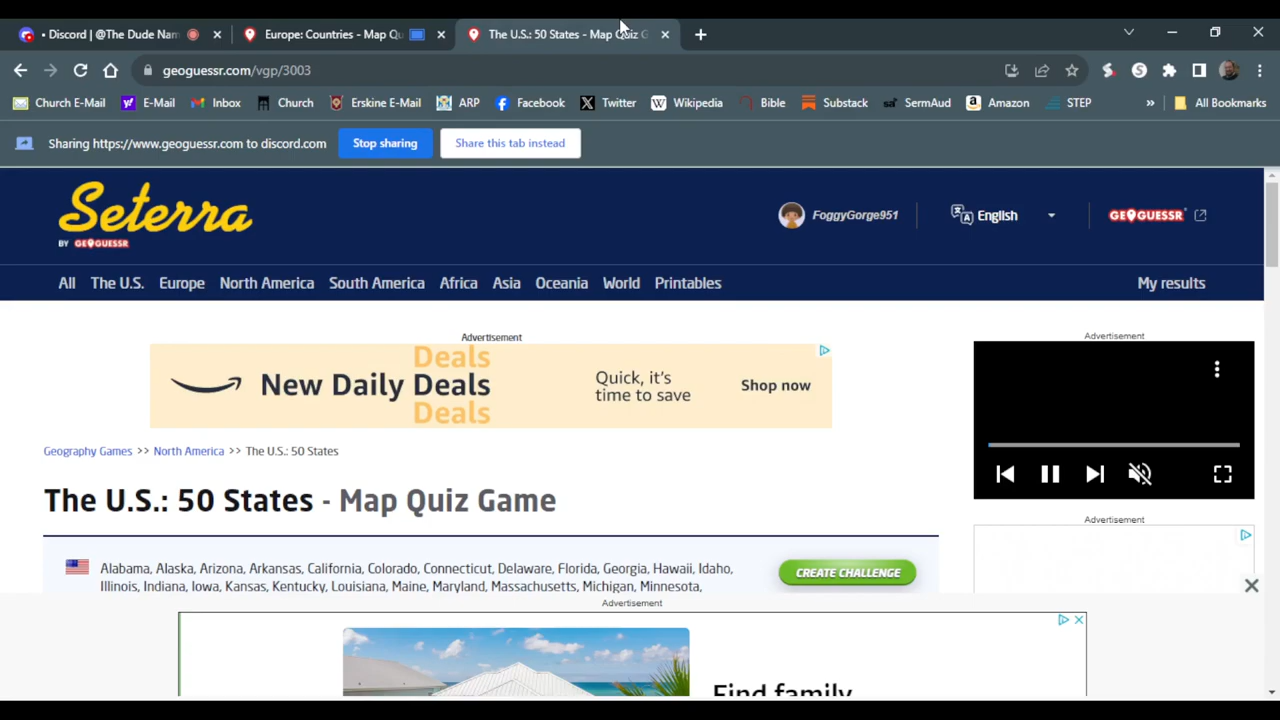 • Discord | @The Dude Nam
Europe: Countries - Map Qu
The U.S.: 50 States - Map Quiz G
geoguessr.com/vgp/3003
Church E-Mail
E-Mail
Inbox
Church
Erskine E-Mail
ARP
Facebook
Twitter
Wikipedia
Bible
Substack
SermAud
Amazon
STEP
»
All Bookmarks
Sharing https://www.geoguessr.com to discord.com
Stop sharing
Share this tab instead
Seterra
BY GEOGUESSR
FoggyGorge951
English
GEOGUESSR
All
The U.S.
Europe
North America
South America
Africa
Asia
Oceania
World
Printables
My results
Advertisement
Deals
New Daily Deals
Deals
Quick, it's
time to save
Shop now
Advertisement
Geography Games >> North America >> The U.S.: 50 States
The U.S.: 50 States - Map Quiz Game
Advertisement
Alabama, Alaska, Arizona, Arkansas, California, Colorado, Connecticut, Delaware, Florida, Georgia, Hawaii, Idaho,
Illinois, Indiana, Iowa, Kansas, Kentucky, Louisiana, Maine, Maryland, Massachusetts, Michigan, Minnesota,
CREATE CHALLENGE
Advertisement
Find family